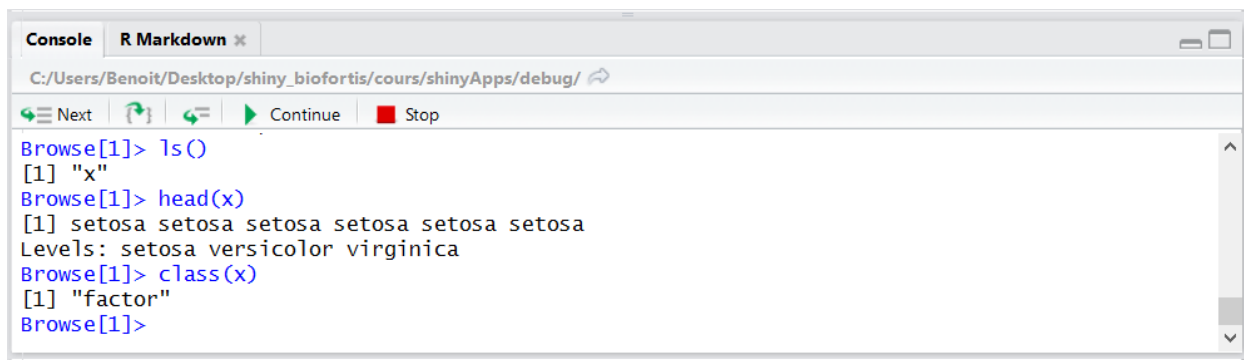 Console R Markdown
C:/Users/Benoit/Desktop/shiny_biofortis/cours/shinyApps/debug/
Next Continue Stop
Browse[1]> ls()
[1] "x"
Browse[1]> head(x)
[1] setosa setosa setosa setosa setosa setosa
Levels: setosa versicolor virginica
Browse[1]> class(x)
[1] "factor"
Browse[1]>